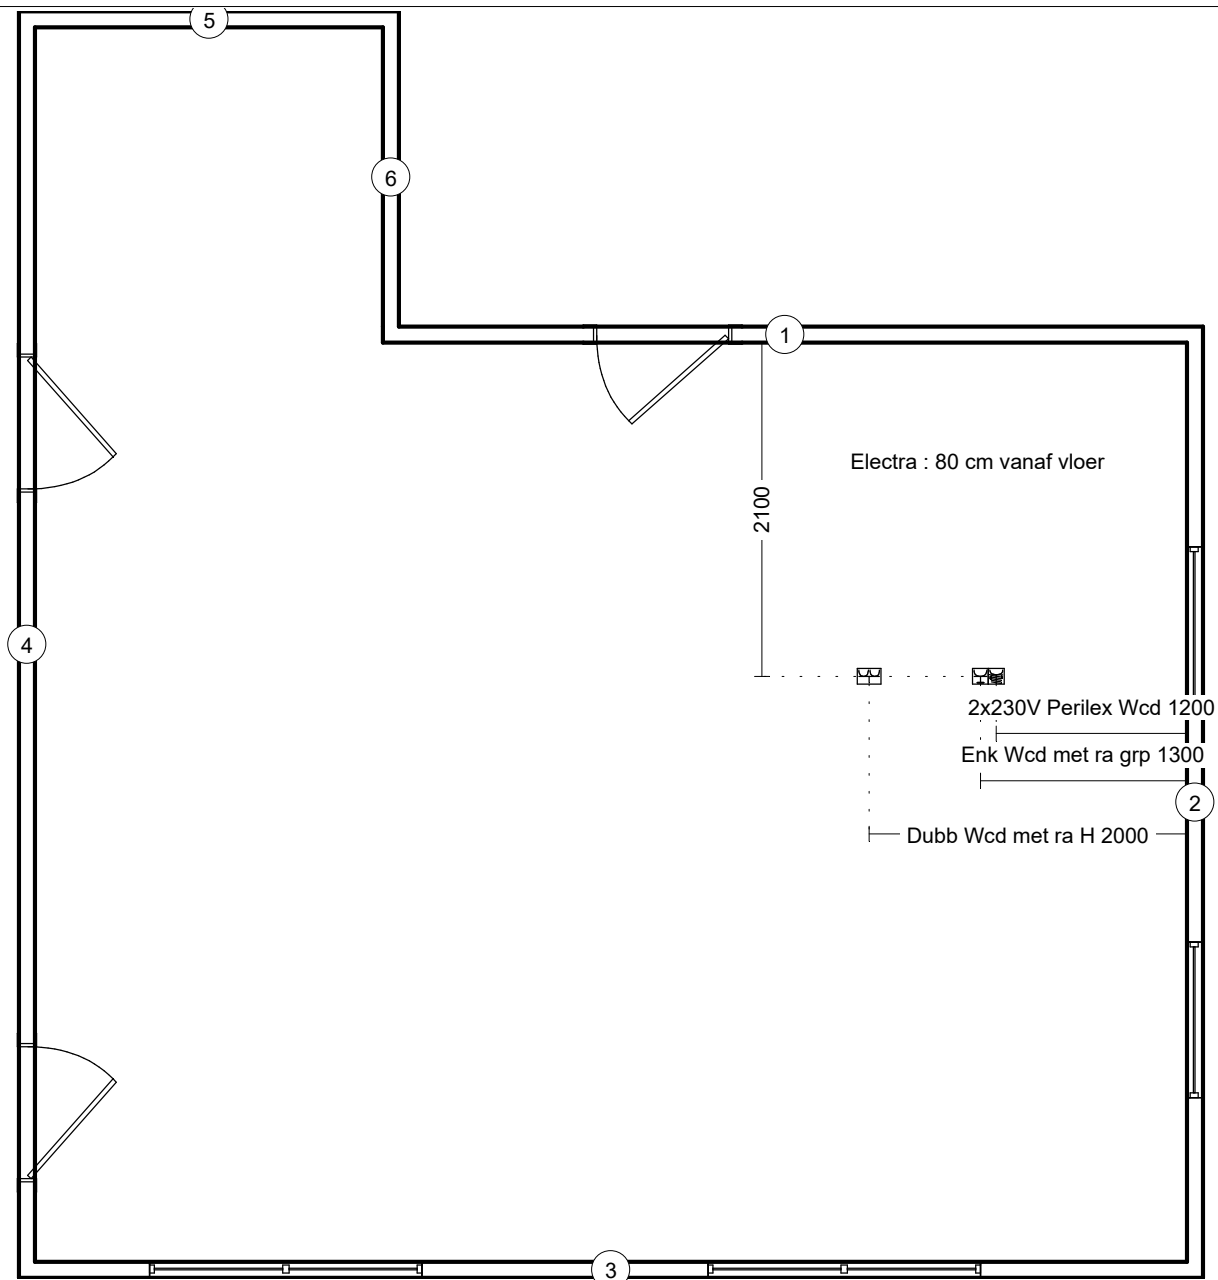 5
6
1
Electra : 80 cm vanaf vloer
2100
4
2x230V Perilex Wcd 1200
Enk Wcd met ra grp 1300
2
Dubb Wcd met ra H 2000
3